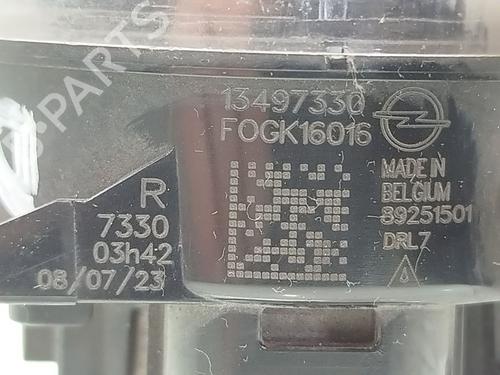 13497330
FOGK16016
MADE IN
BELGIUM
89251501
DRL7
R
7330
03h42
08/07/23
B-PARTS